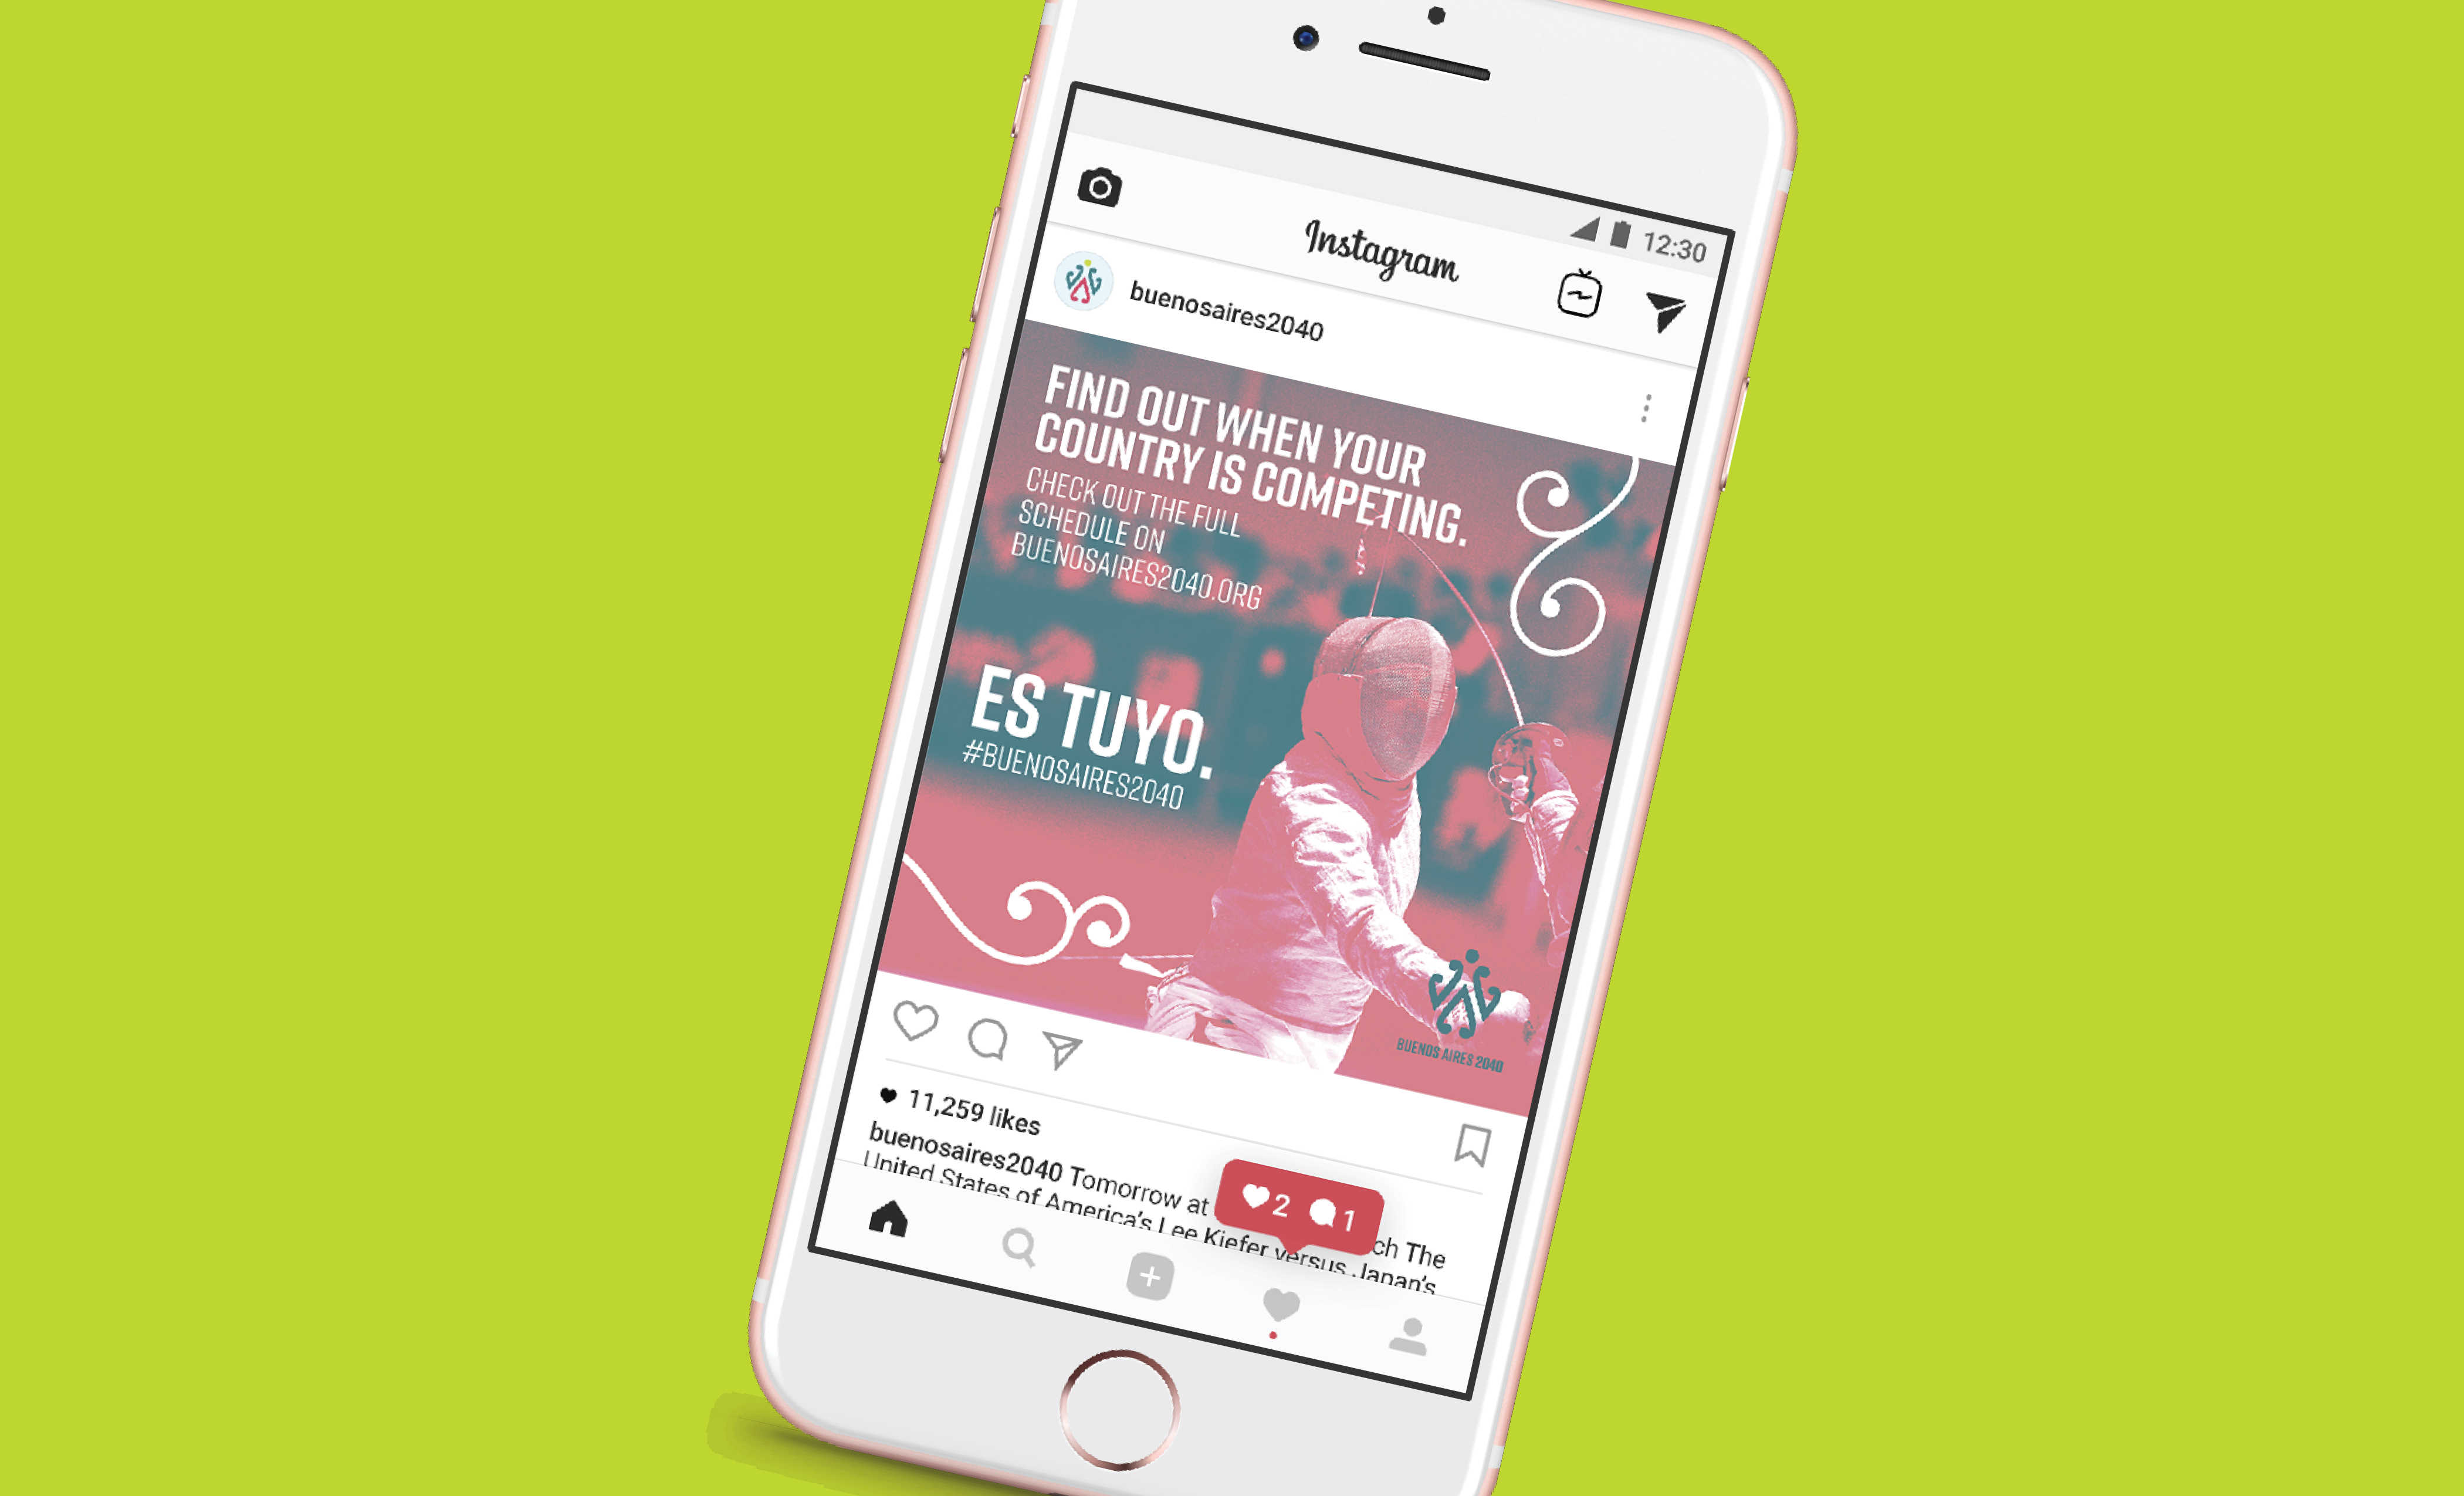 12:30
Instagram
buenosaires2040
FIND OUT WHEN YOUR
COUNTRY IS COMPETING.
CHECK OUT THE FULL
SCHEDULE ON
BUENOSAIRES2040.ORG
ES TUYO.
#BUENOSAIRES2040
BUENOS AIRES 2040
11,259 likes
buenosaires2040 Tomorrow at ch The
United States of America's Lee Kiefer versus Japan's
2 1